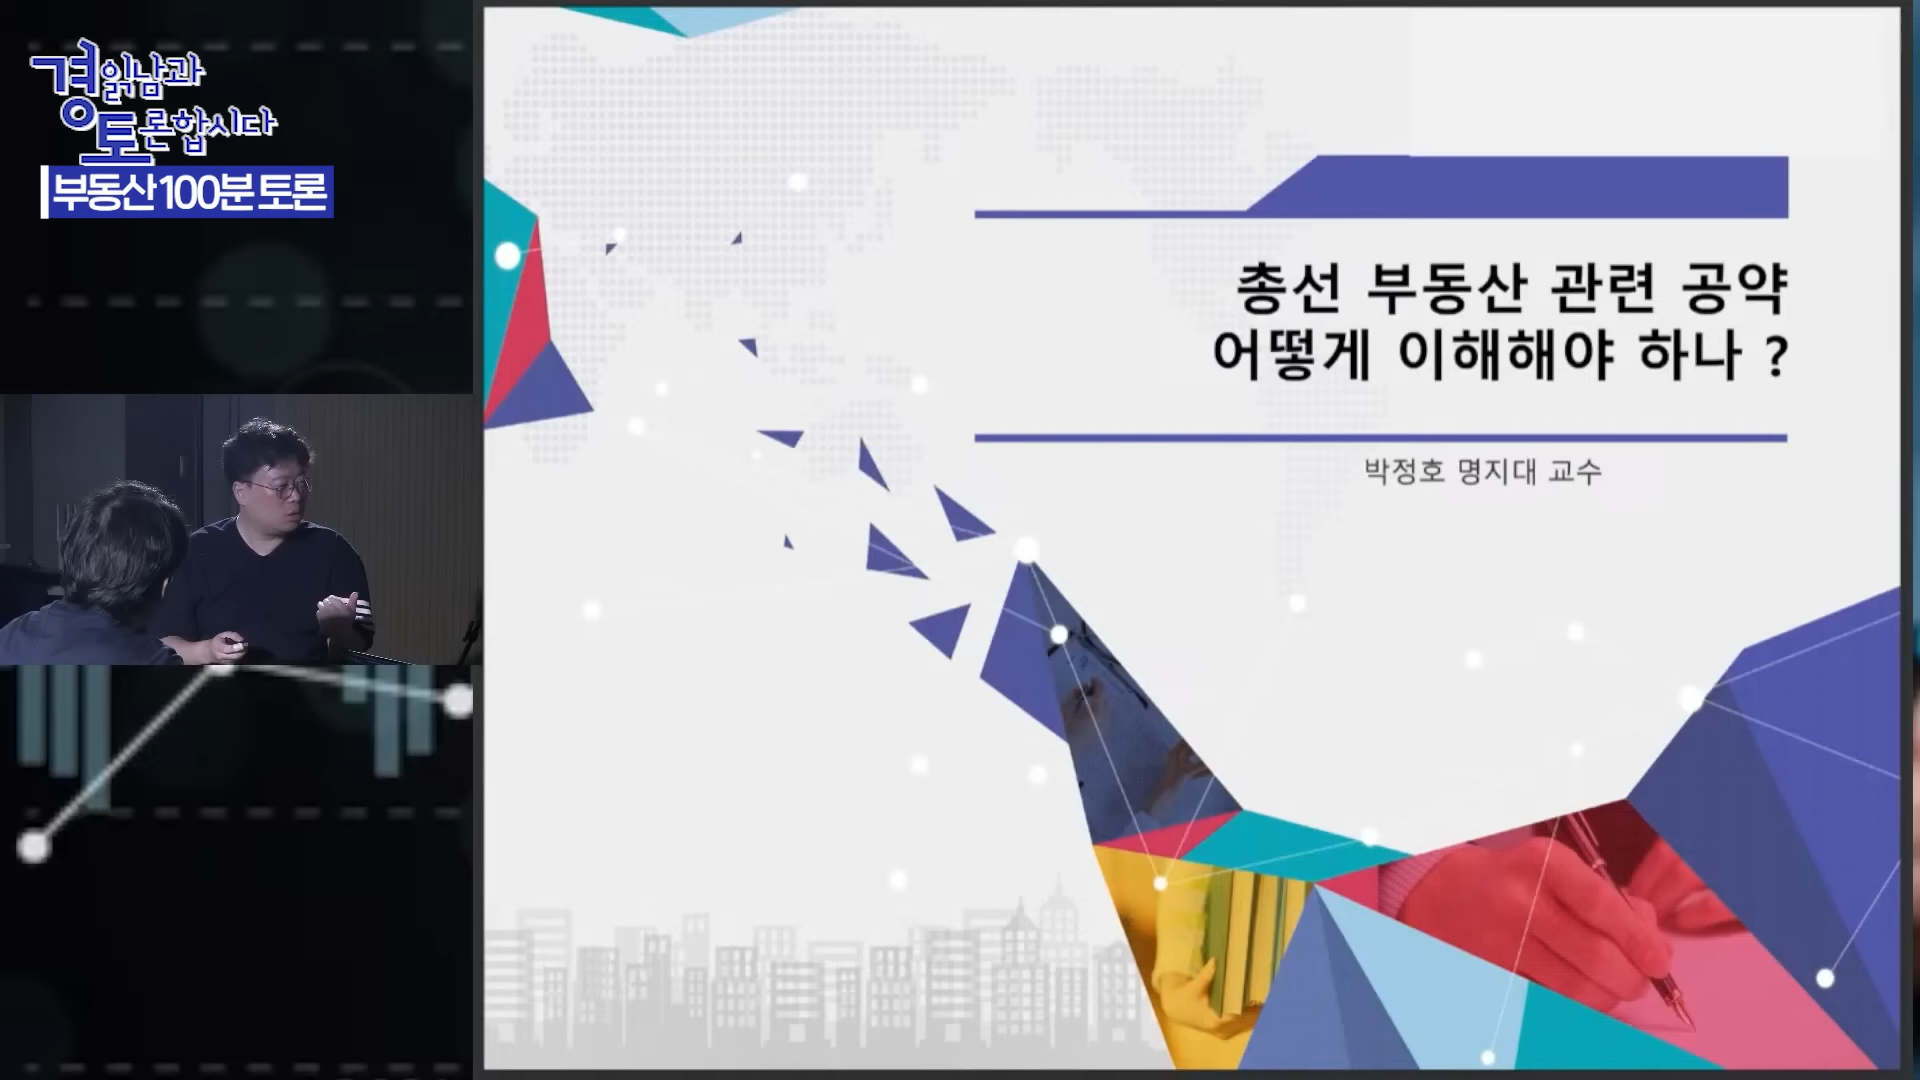 경읽남과
토론합시다
부동산 100분 토론
총선 부동산 관련 공약
어떻게 이해해야 하나 ?
박정호 명지대 교수